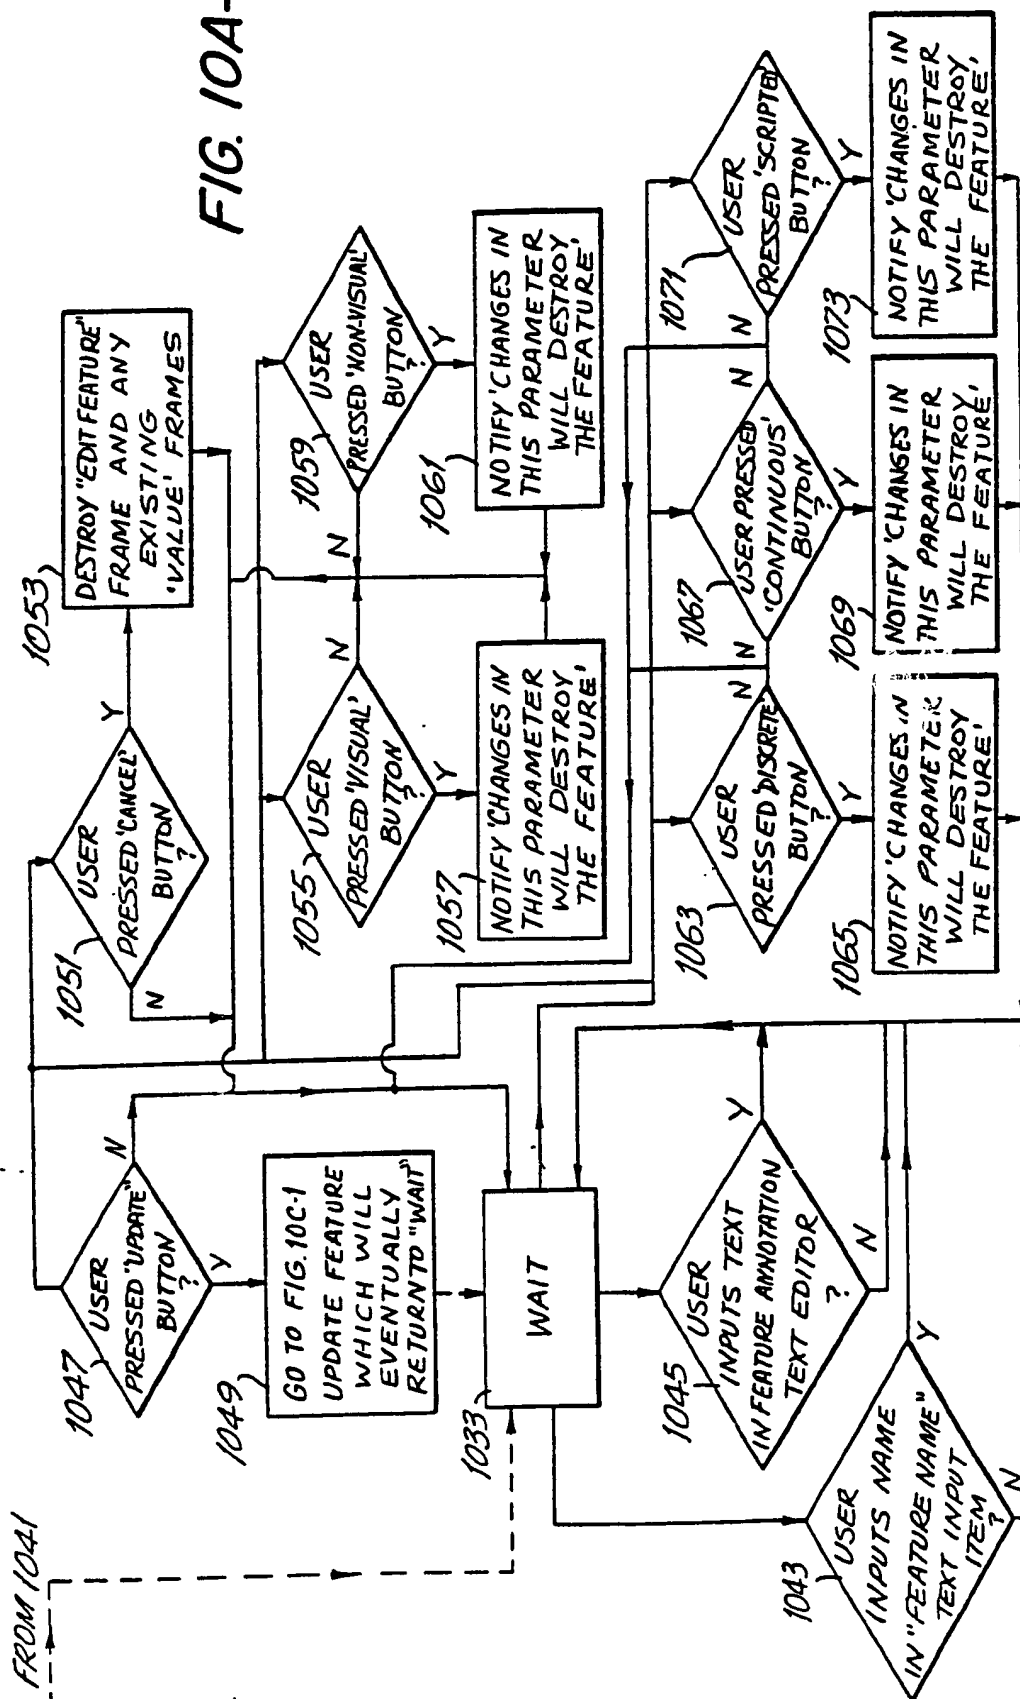 FROM 1041
FIG. 10A-
1047
USER
PRESSED "UPDATE"
BUTTON
?
N
Y
1049
GO TO FIG. 10C-1
UPDATE FEATURE
WHICH WILL
EVENTUALLY
RETURN TO "WAIT"
1033
WAIT
1045
USER
INPUTS TEXT
IN FEATURE ANNOTATION
TEXT EDITOR
?
Y
N
1043
USER
INPUTS NAME
IN "FEATURE NAME"
TEXT INPUT
ITEM
?
Y
N
1051
USER
PRESSED 'CANCEL'
BUTTON
?
N
Y
1053
DESTROY "EDIT FEATURE"
FRAME AND ANY
EXISTING
'VALUE' FRAMES
1055
USER
PRESSED 'VISUAL'
BUTTON
?
N
Y
1057
NOTIFY 'CHANGES IN
THIS PARAMETER
WILL DESTROY
THE FEATURE'
1059
USER
PRESSED 'NON-VISUAL'
BUTTON
?
N
Y
1061
NOTIFY 'CHANGES IN
THIS PARAMETER
WILL DESTROY
THE FEATURE'
1063
USER
PRESSED 'DISCRETE'
BUTTON
?
N
Y
1065
NOTIFY 'CHANGES IN
THIS PARAMETER
WILL DESTROY
THE FEATURE'
1067
USER PRESSED
'CONTINUOUS'
BUTTON
?
N
N
Y
1069
NOTIFY 'CHANGES IN
THIS PARAMETER
WILL DESTROY
THE FEATURE'
1071
USER
PRESSED 'SCRIPTED'
BUTTON
?
N
Y
1073
NOTIFY 'CHANGES IN
THIS PARAMETER
WILL DESTROY
THE FEATURE'